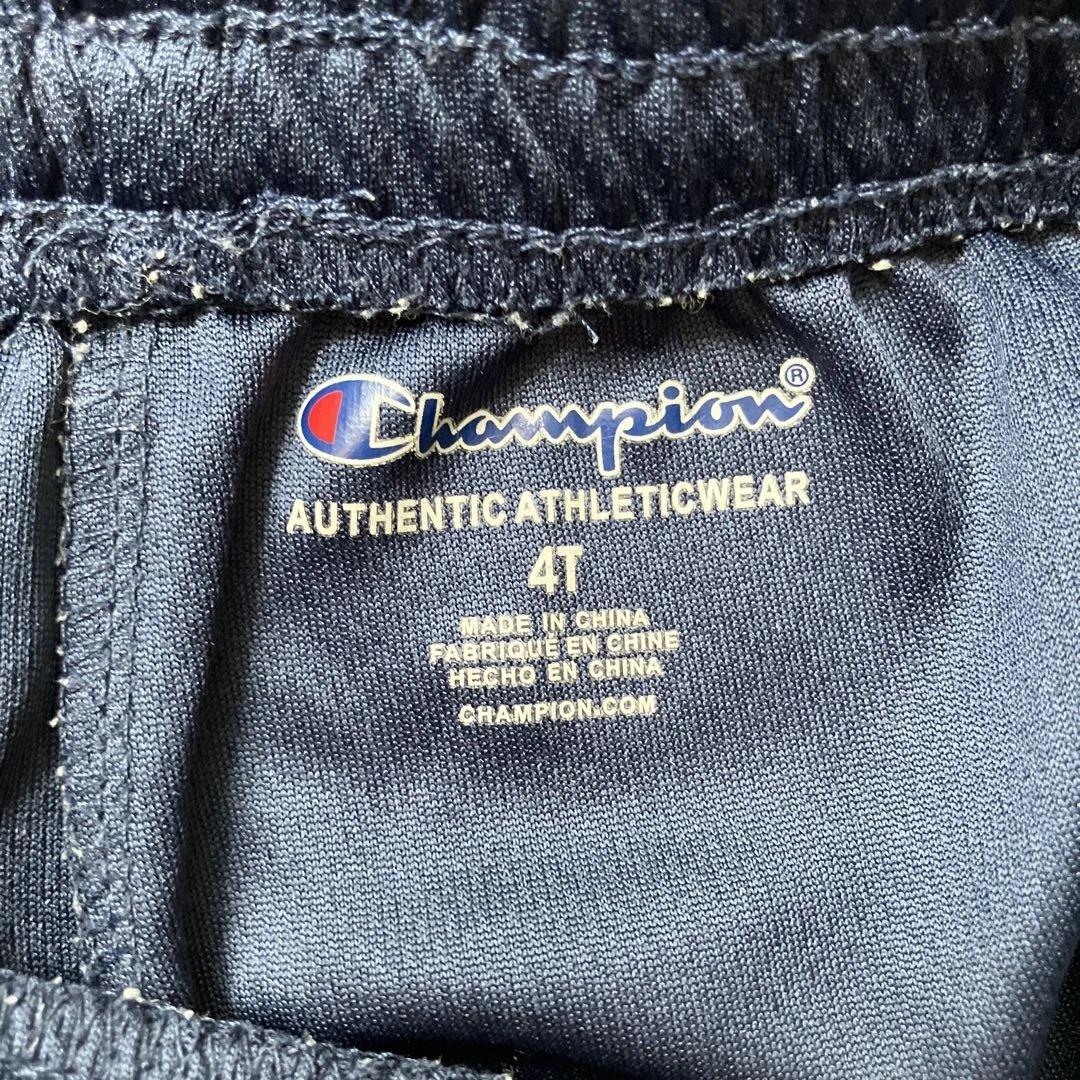 Champion®
AUTHENTIC ATHLETICWEAR
4T
MADE IN CHINA
FABRIQUÉ EN CHINE
HECHO EN CHINA
CHAMPION.COM